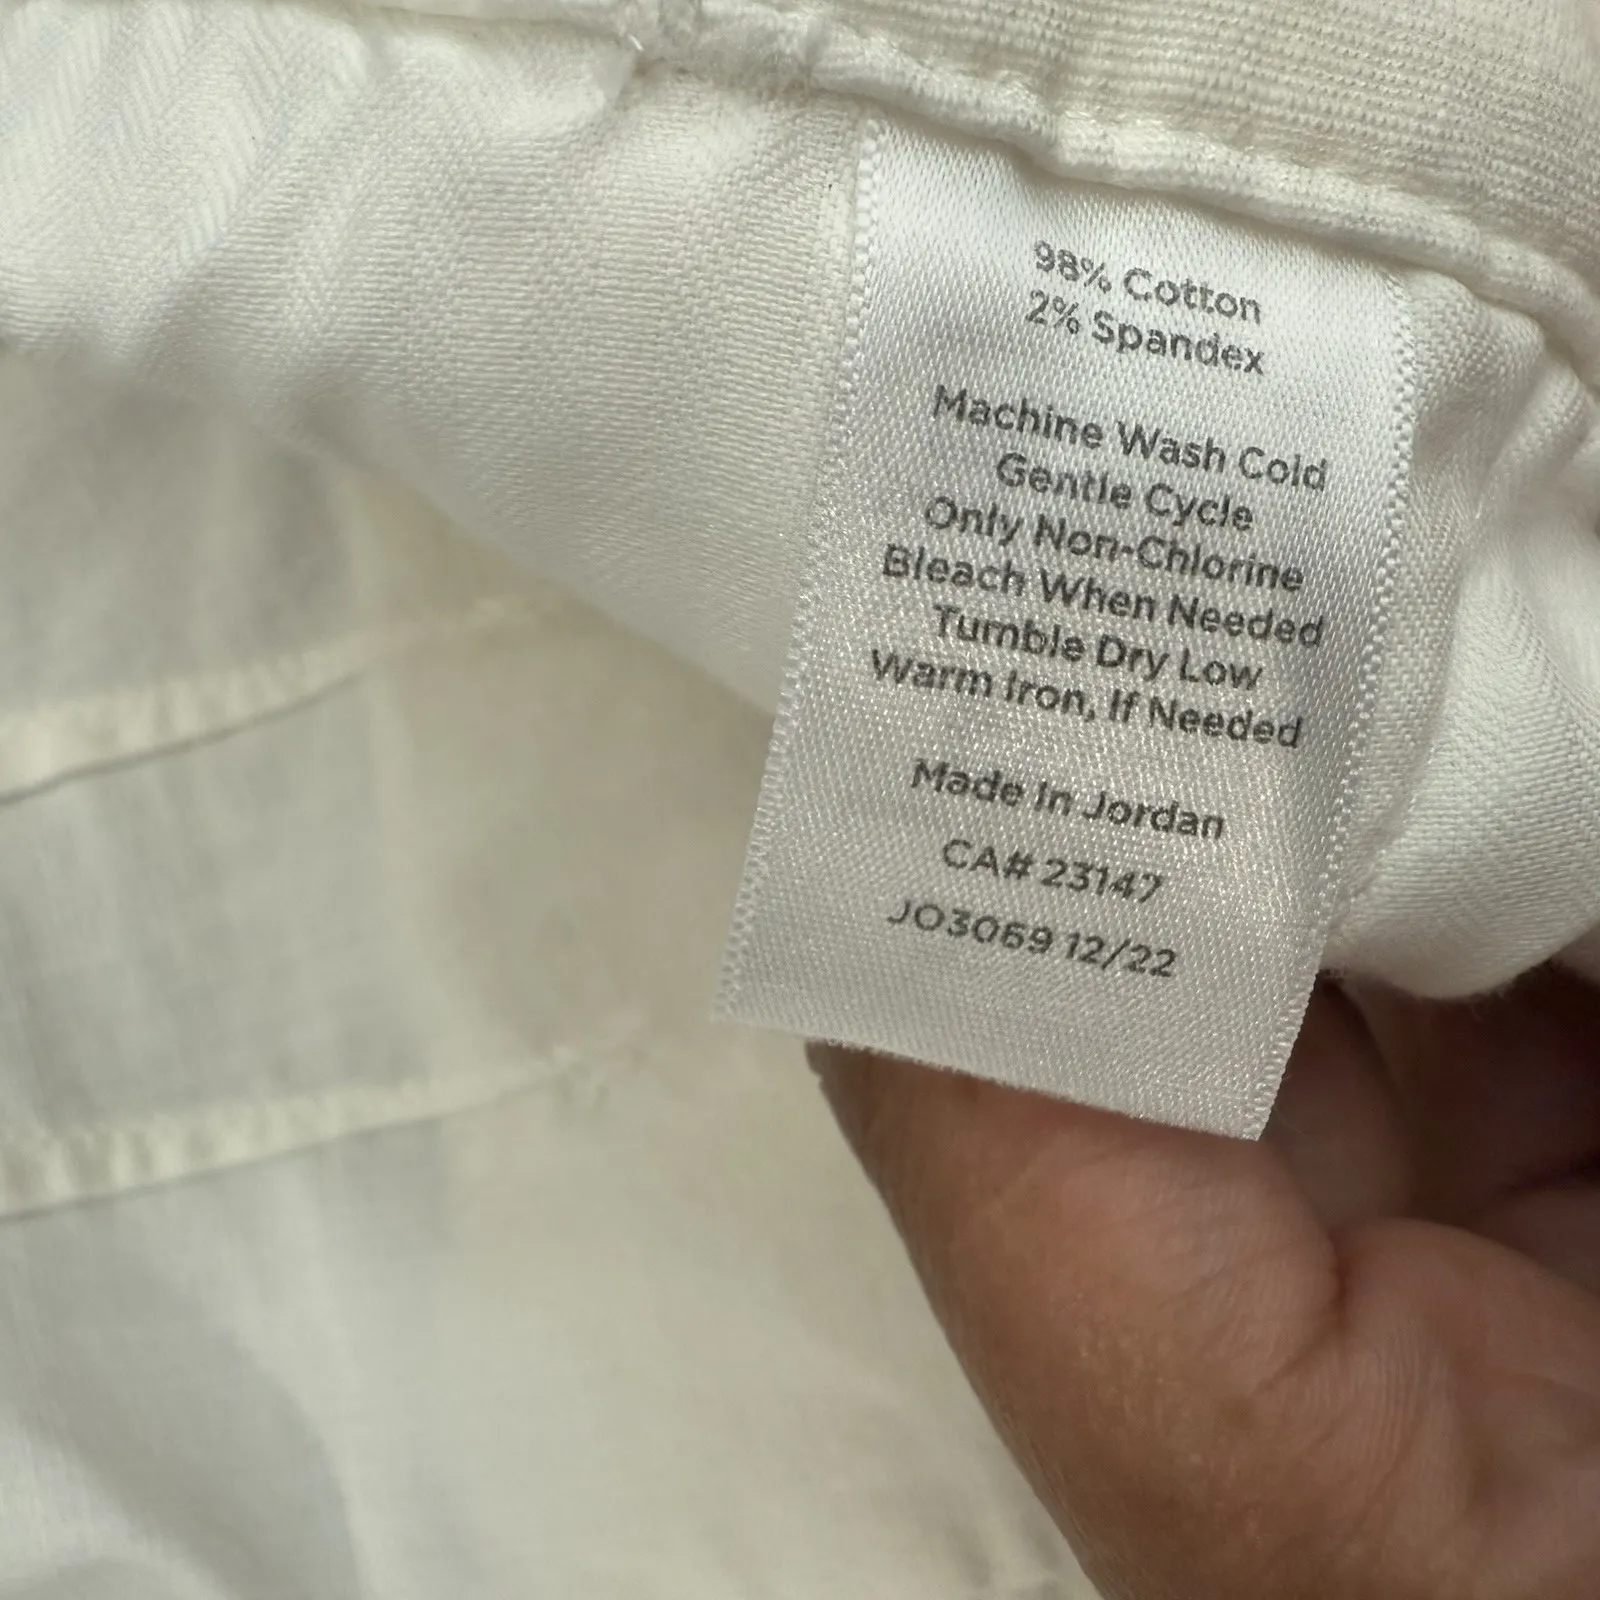 98% Cotton
2% Spandex
Machine Wash Cold
Gentle Cycle
Only Non-Chlorine
Bleach When Needed
Tumble Dry Low
Warm Iron, If Needed
Made In Jordan
CA# 23147
JO3069 12/22